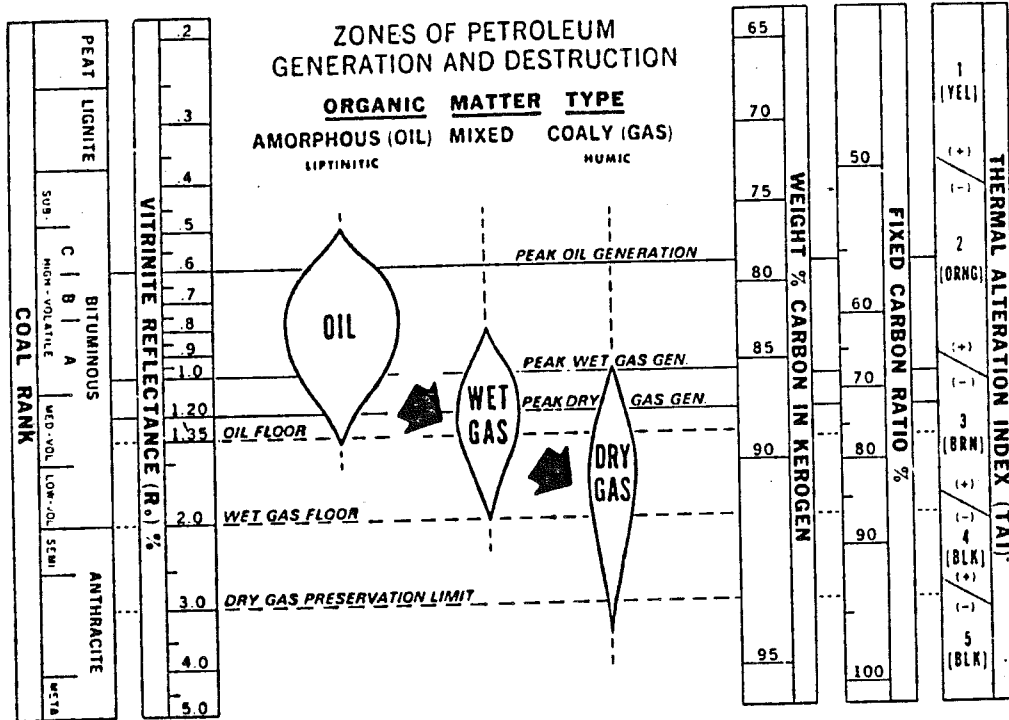 ZONES OF PETROLEUM
GENERATION AND DESTRUCTION
ORGANIC MATTER TYPE
AMORPHOUS (OIL) MIXED COALY (GAS)
LIPTINITIC HUMIC
COAL RANK
PEAT
LIGNITE
SUB-
BITUMINOUS
C B A
HIGH-VOLATILE
MED-VOL
LOW-VOL
SEMI
ANTHRACITE
META
VITRINITE REFLECTANCE (Ro) %
.2
.3
.4
.5
.6
.7
.8
.9
1.0
1.20
1.35
2.0
3.0
4.0
5.0
PEAK OIL GENERATION
OIL
PEAK WET GAS GEN.
WET
GAS
PEAK DRY GAS GEN.
OIL FLOOR
DRY
GAS
WET GAS FLOOR
DRY GAS PRESERVATION LIMIT
WEIGHT % CARBON IN KEROGEN
65
70
75
80
85
90
95
FIXED CARBON RATIO %
50
60
70
80
90
100
THERMAL ALTERATION INDEX (TAI)
1
(YEL)
(+)
(-)
2
(ORNG)
(+)
(-)
3
(BRN)
(+)
(-)
4
(BLK)
(+)
(-)
5
(BLK)